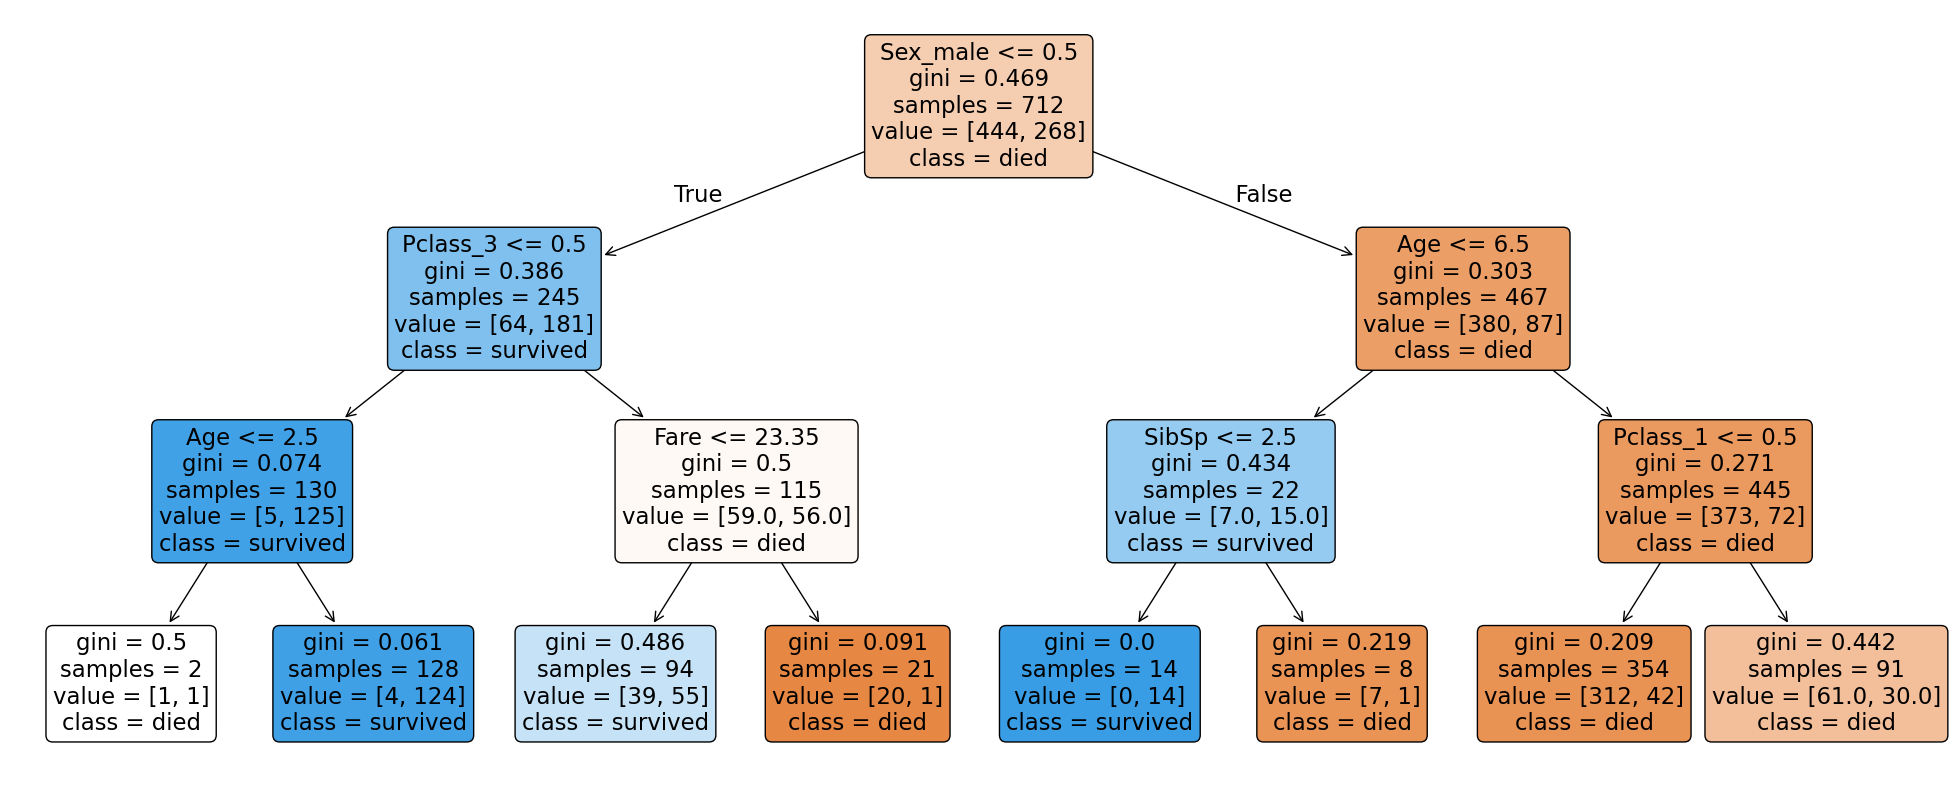 Sex_male <= 0.5
gini = 0.469
samples = 712
value = [444, 268]
class = died
True
False
Pclass_3 <= 0.5
gini = 0.386
samples = 245
value = [64, 181]
class = survived
Age <= 6.5
gini = 0.303
samples = 467
value = [380, 87]
class = died
Age <= 2.5
gini = 0.074
samples = 130
value = [5, 125]
class = survived
Fare <= 23.35
gini = 0.5
samples = 115
value = [59.0, 56.0]
class = died
SibSp <= 2.5
gini = 0.434
samples = 22
value = [7.0, 15.0]
class = survived
Pclass_1 <= 0.5
gini = 0.271
samples = 445
value = [373, 72]
class = died
gini = 0.5
samples = 2
value = [1, 1]
class = died
gini = 0.061
samples = 128
value = [4, 124]
class = survived
gini = 0.486
samples = 94
value = [39, 55]
class = survived
gini = 0.091
samples = 21
value = [20, 1]
class = died
gini = 0.0
samples = 14
value = [0, 14]
class = survived
gini = 0.219
samples = 8
value = [7, 1]
class = died
gini = 0.209
samples = 354
value = [312, 42]
class = died
gini = 0.442
samples = 91
value = [61.0, 30.0]
class = died